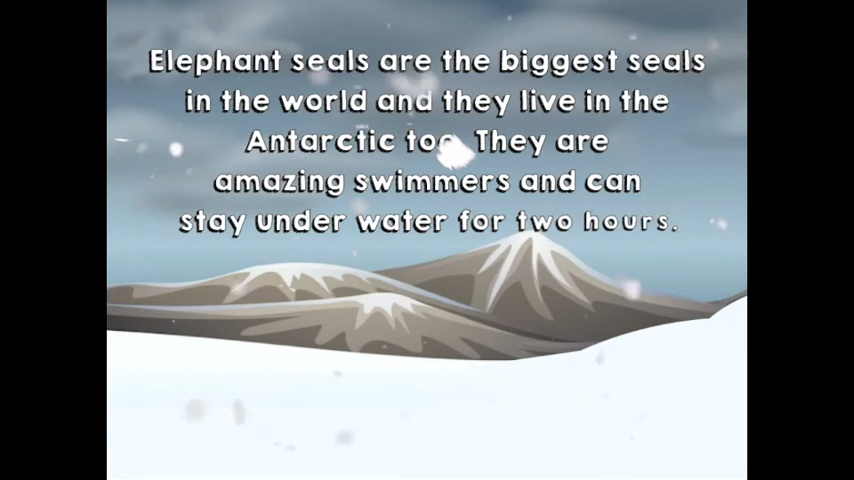 Elephant seals are the biggest seals
in the world and they live in the
Antarctic too. They are
amazing swimmers and can
stay under water for two hours.